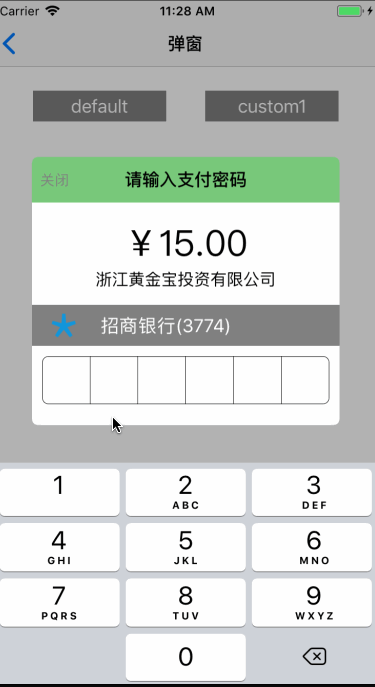 Carrier 11:28 AM
弹窗
default custom1
关闭 请输入支付密码
￥15.00
浙江黄金宝投资有限公司
招商银行(3774)
1 2 3
ABC DEF
4 5 6
GHI JKL MNO
7 8 9
PQRS TUV WXYZ
0